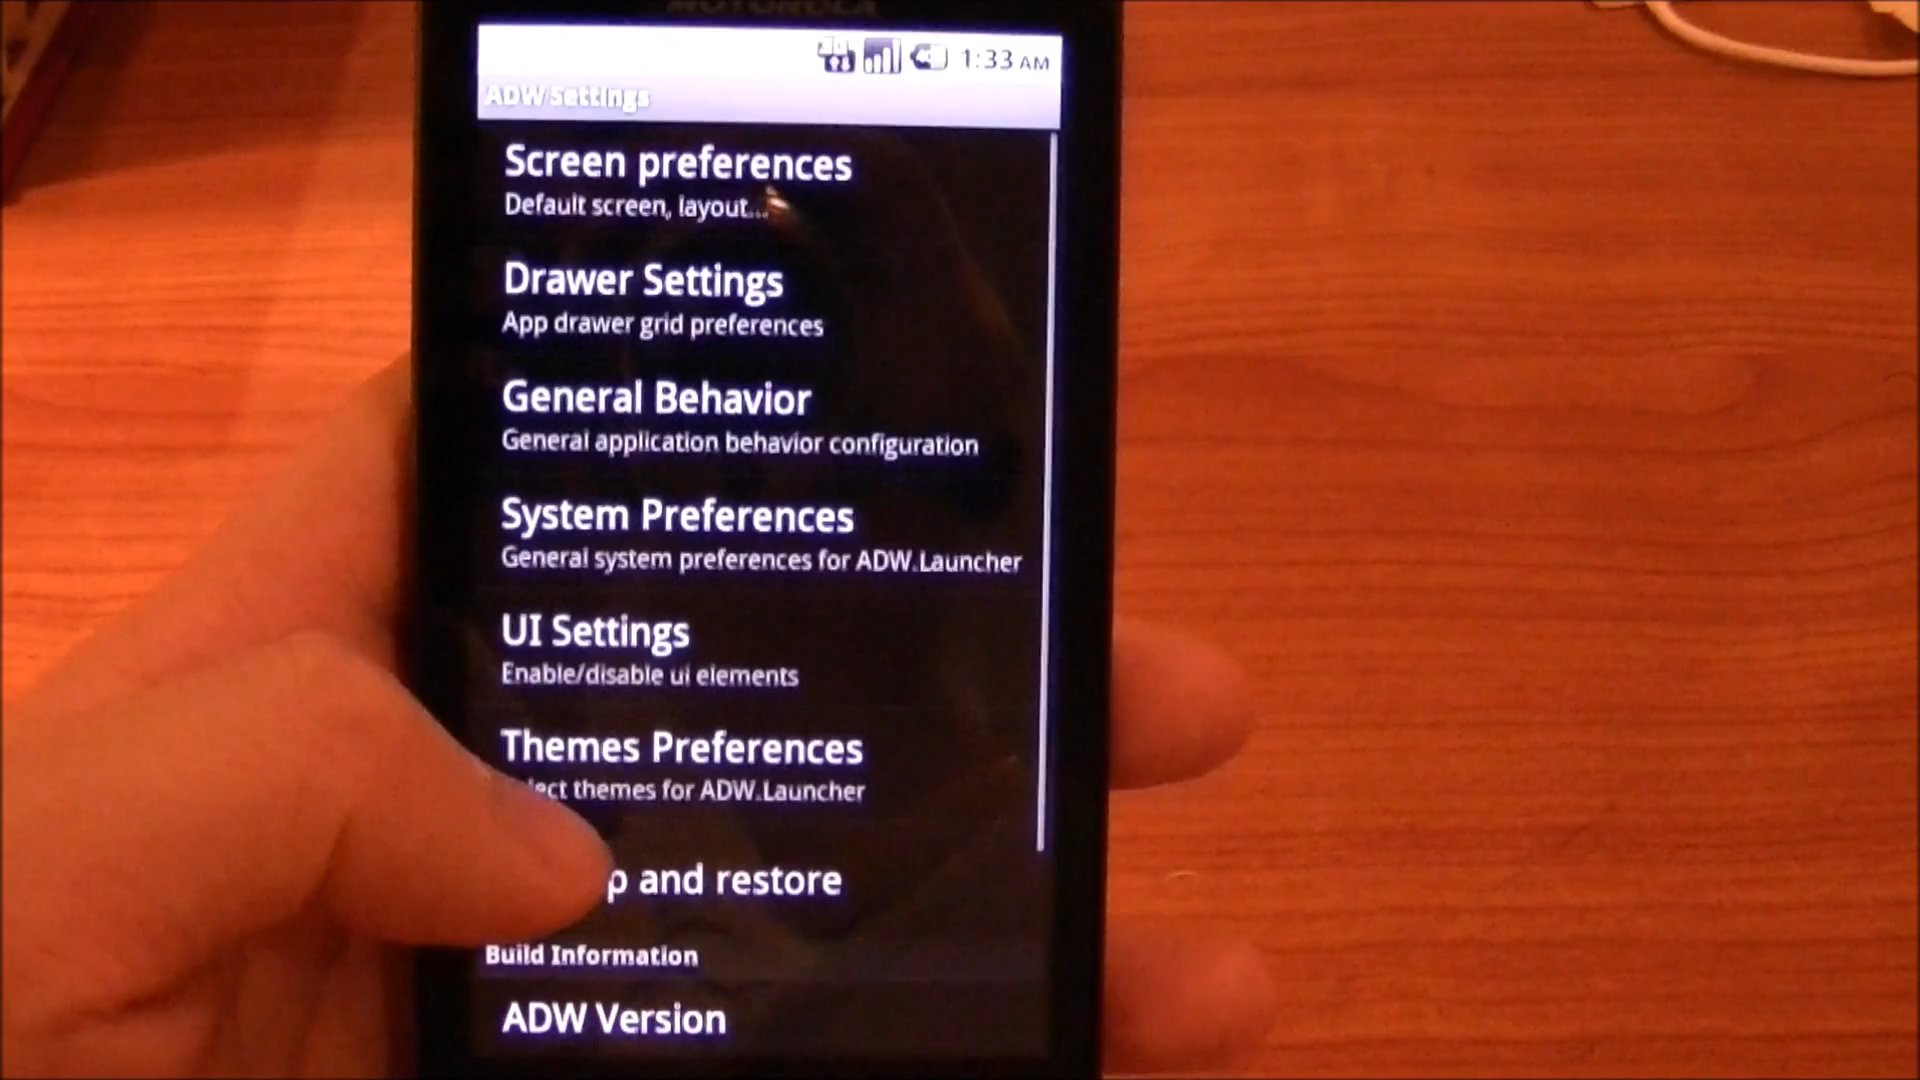 MOTOROLA
1:33 AM
ADW Settings
Screen preferences
Default screen, layout...
Drawer Settings
App drawer grid preferences
General Behavior
General application behavior configuration
System Preferences
General system preferences for ADW.Launcher
UI Settings
Enable/disable ui elements
Themes Preferences
themes for ADW.Launcher
and restore
Build Information
ADW Version